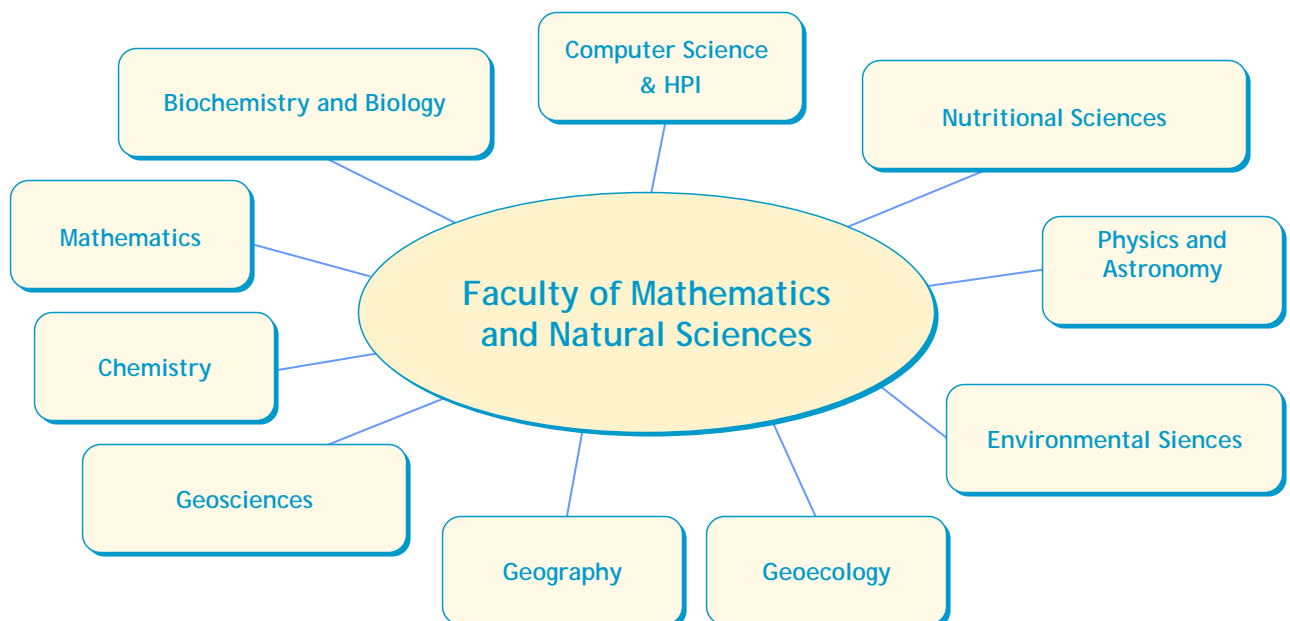 Computer Science
& HPI
Biochemistry and Biology
Nutritional Sciences
Mathematics
Physics and
Astronomy
Faculty of Mathematics
and Natural Sciences
Chemistry
Environmental Siences
Geosciences
Geography
Geoecology